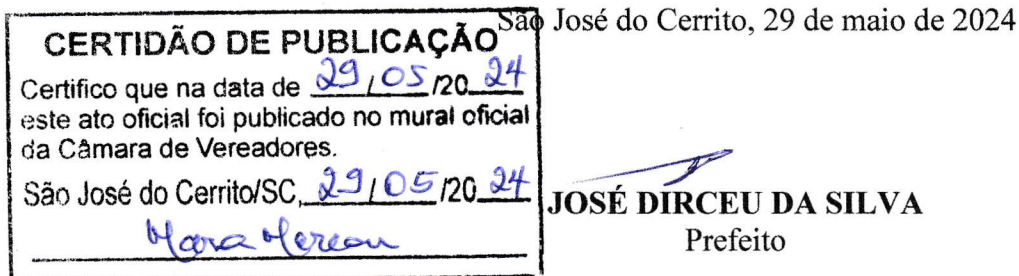 São José do Cerrito, 29 de maio de 2024
CERTIDÃO DE PUBLICAÇÃO
Certifico que na data de 29/05/2024
este ato oficial foi publicado no mural oficial
da Câmara de Vereadores.
São José do Cerrito/SC, 29/05/2024
Mara
JOSÉ DIRCEU DA SILVA
Prefeito